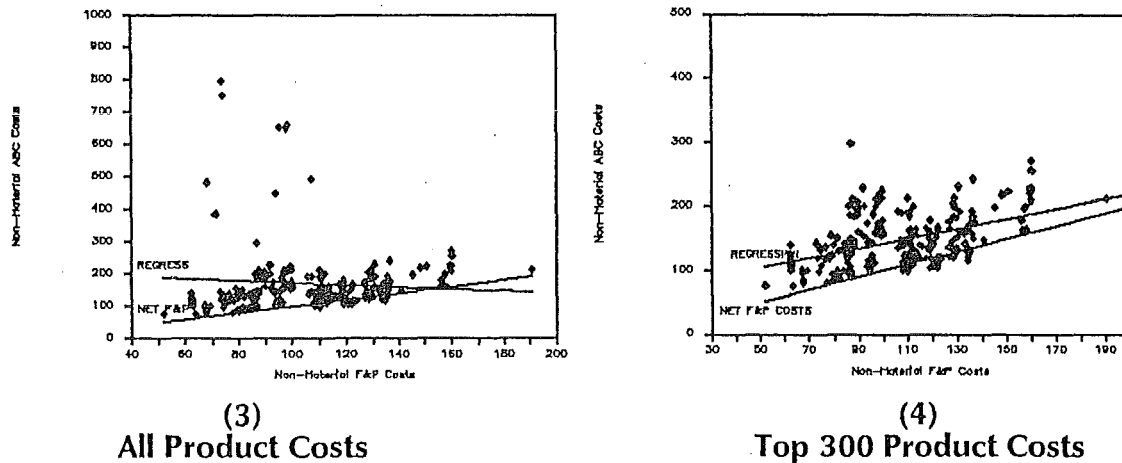 1000
900
800
700
600
500
400
300
200
100
0
Non-Material ABC Costs
REGRESS
NET F&P
40 60 80 100 120 140 160 180 200
Non-Material F&P Costs
(3)
All Product Costs
500
400
300
200
100
0
Non-Material ABC Costs
REGRESSION
NET F&P COSTS
30 50 70 90 110 130 150 170 190
Non-Material F&P Costs
(4)
Top 300 Product Costs